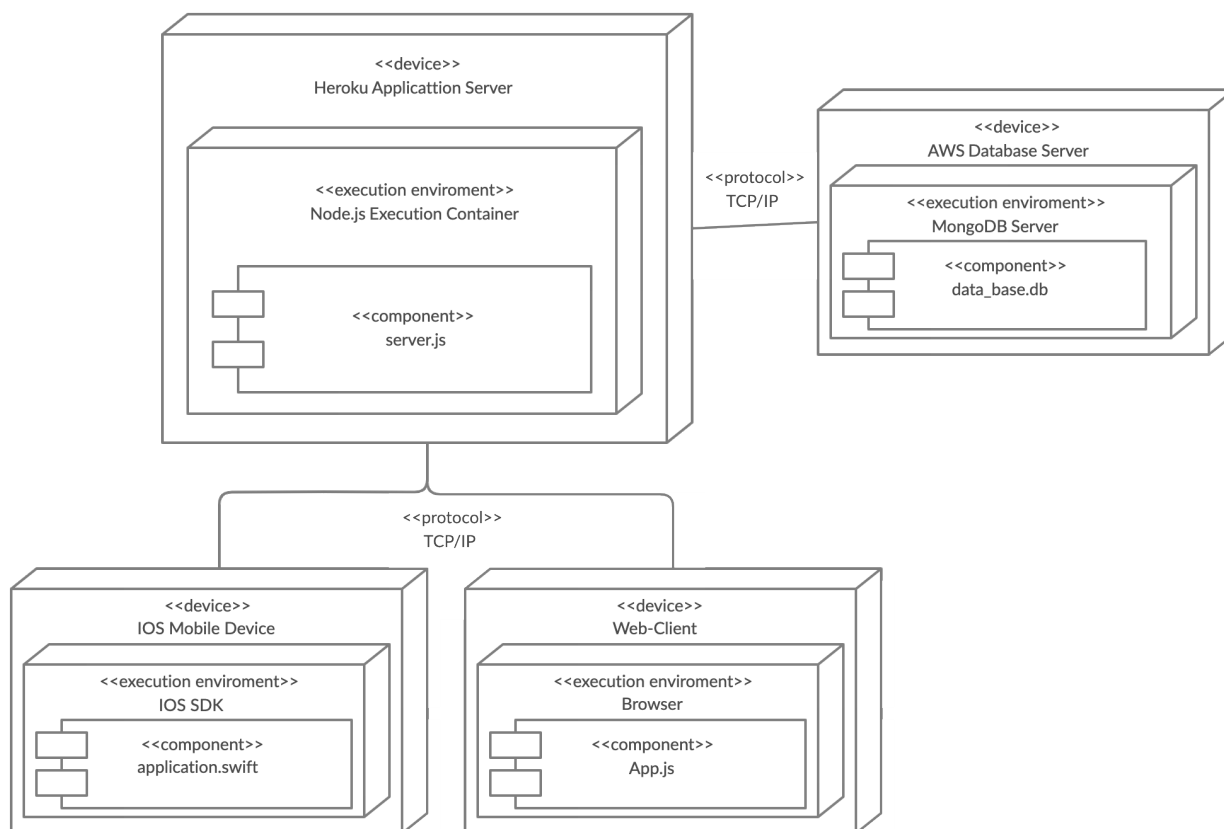 <<device>>
Heroku Applicattion Server
<<execution enviroment>>
Node.js Execution Container
<<component>>
server.js
<<protocol>>
TCP/IP
<<device>>
AWS Database Server
<<execution enviroment>>
MongoDB Server
<<component>>
data_base.db
<<protocol>>
TCP/IP
<<device>>
IOS Mobile Device
<<execution enviroment>>
IOS SDK
<<component>>
application.swift
<<device>>
Web-Client
<<execution enviroment>>
Browser
<<component>>
App.js